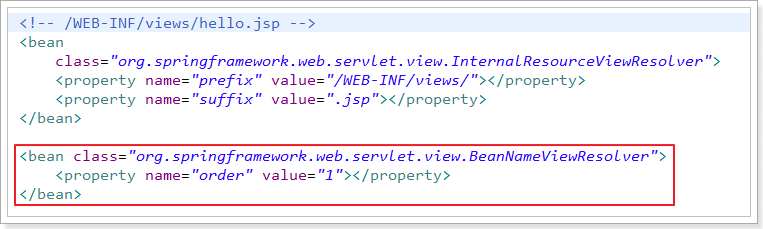 <!-- /WEB-INF/views/hello.jsp -->
<bean
class="org.springframework.web.servlet.view.InternalResourceViewResolver">
<property name="prefix" value="/WEB-INF/views/"></property>
<property name="suffix" value=".jsp"></property>
</bean>
<bean class="org.springframework.web.servlet.view.BeanNameViewResolver">
<property name="order" value="1"></property>
</bean>